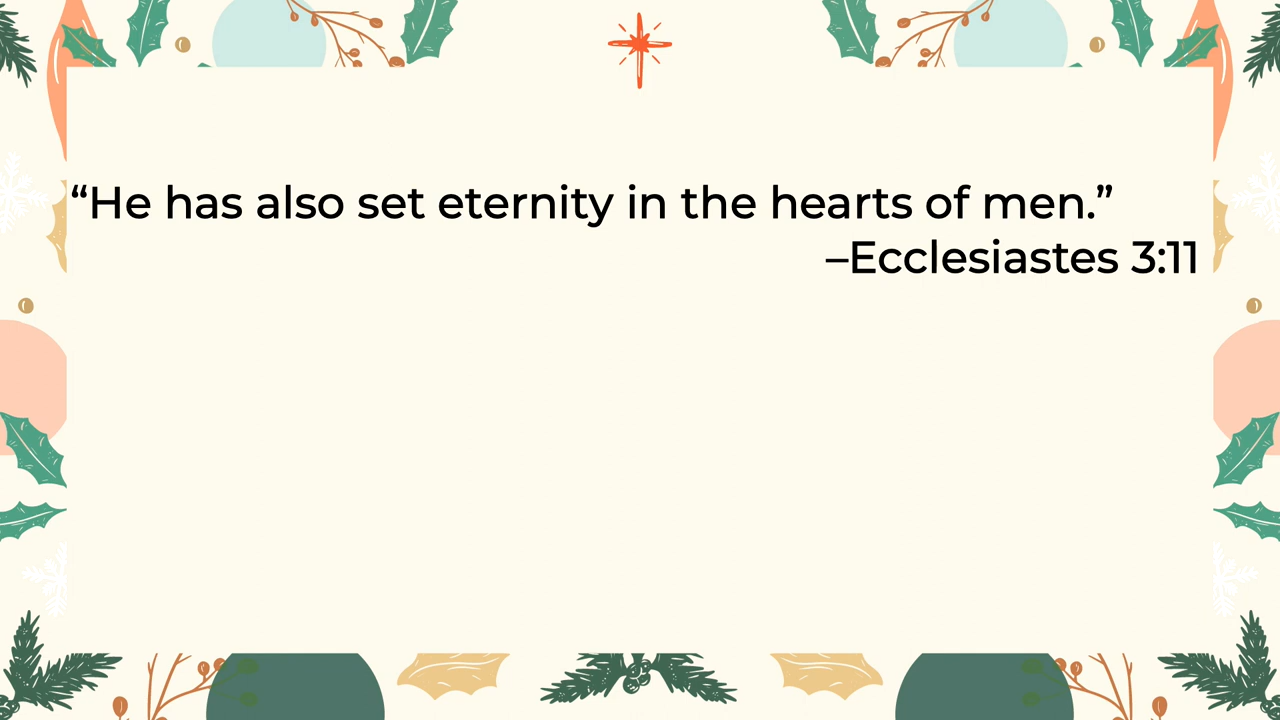 “He has also set eternity in the hearts of men.”
–Ecclesiastes 3:11